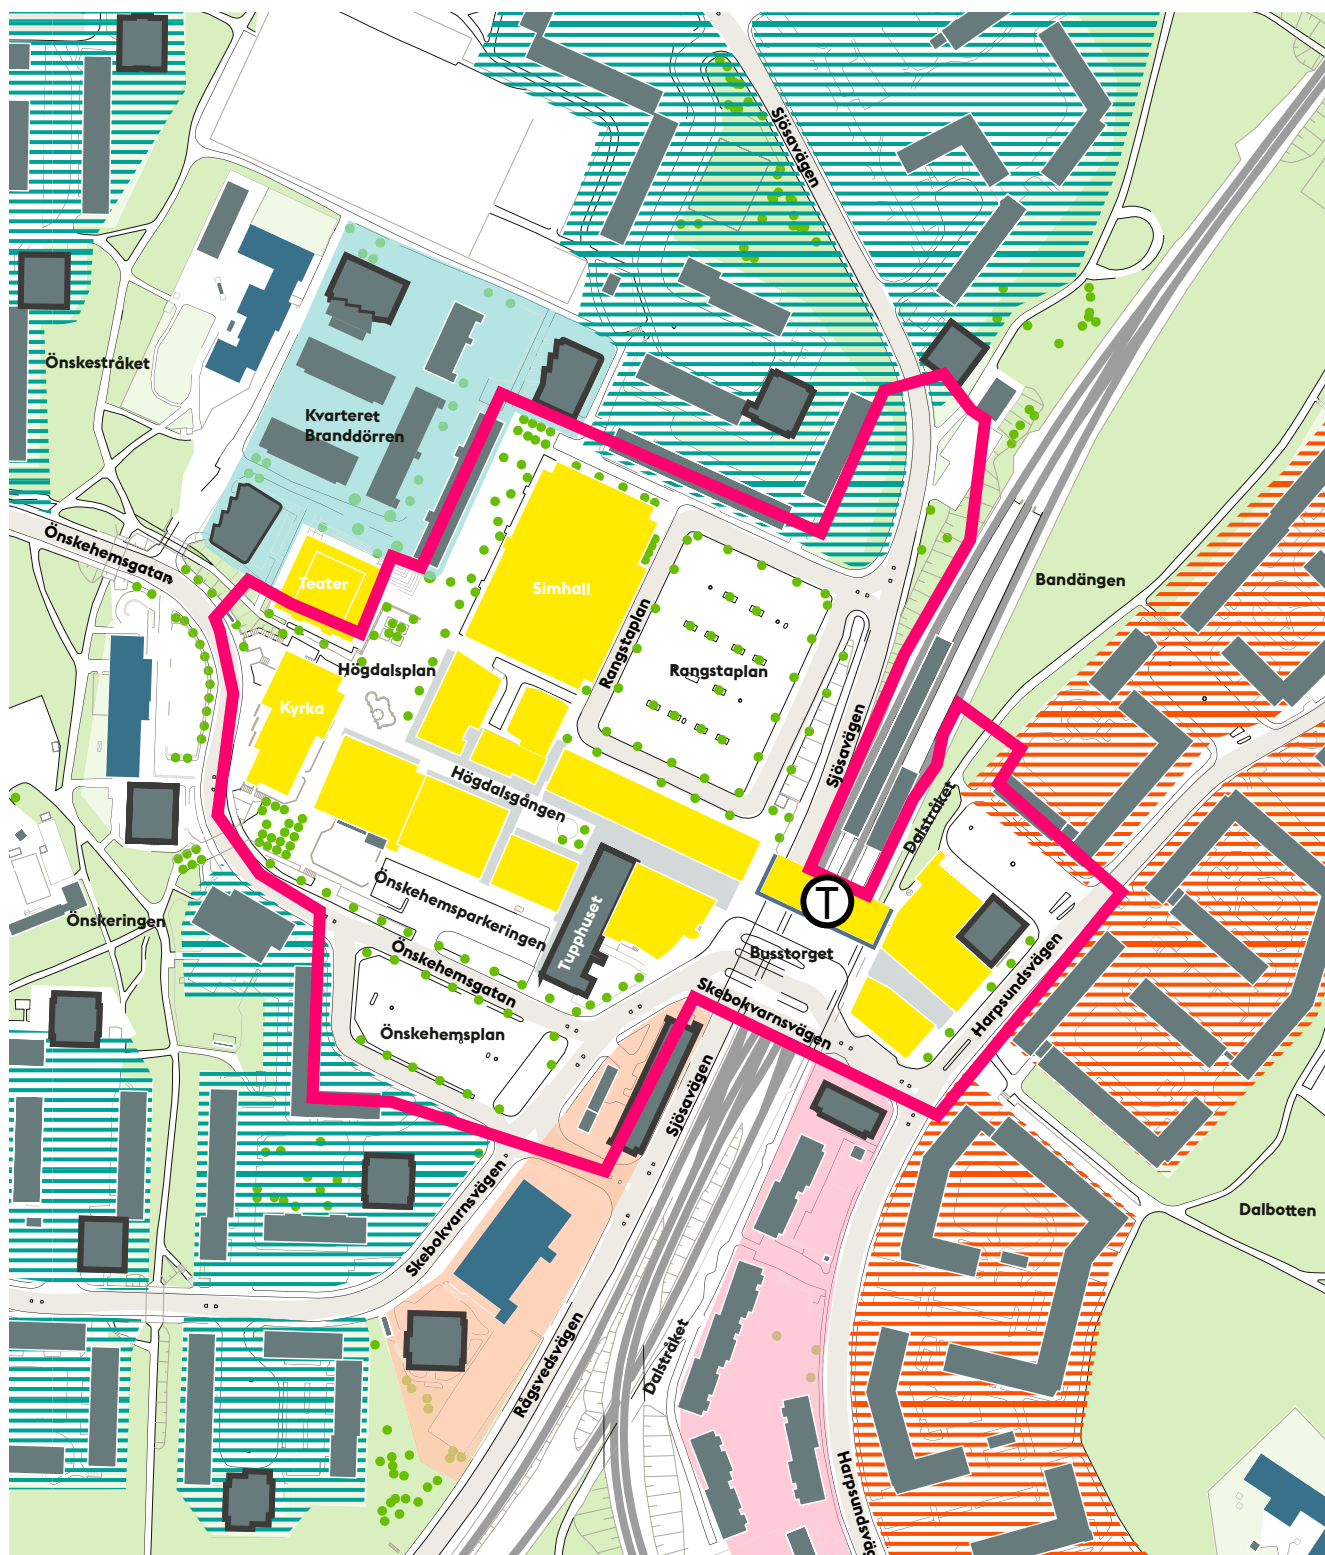 Sjösavägen
Önskestråket
Kvarteret
Branddörren
Önskehemsgatan
Teater
Simhall
Bandängen
Rangstaplan
Rangstaplan
Högdalsplan
Kyrka
Sjösavägen
Högdalsgången
Dalstråket
Önskehemsparkeringen
T
Önskeringen
Tupphuset
Busstorget
Önskehemsgatan
Harpsundsvägen
Skebokvarnsvägen
Önskehemsplan
Sjösavägen
Skebokvarnsvägen
Dalbotten
Rågsvedsvägen
Dalstråket
Harpsundsväg